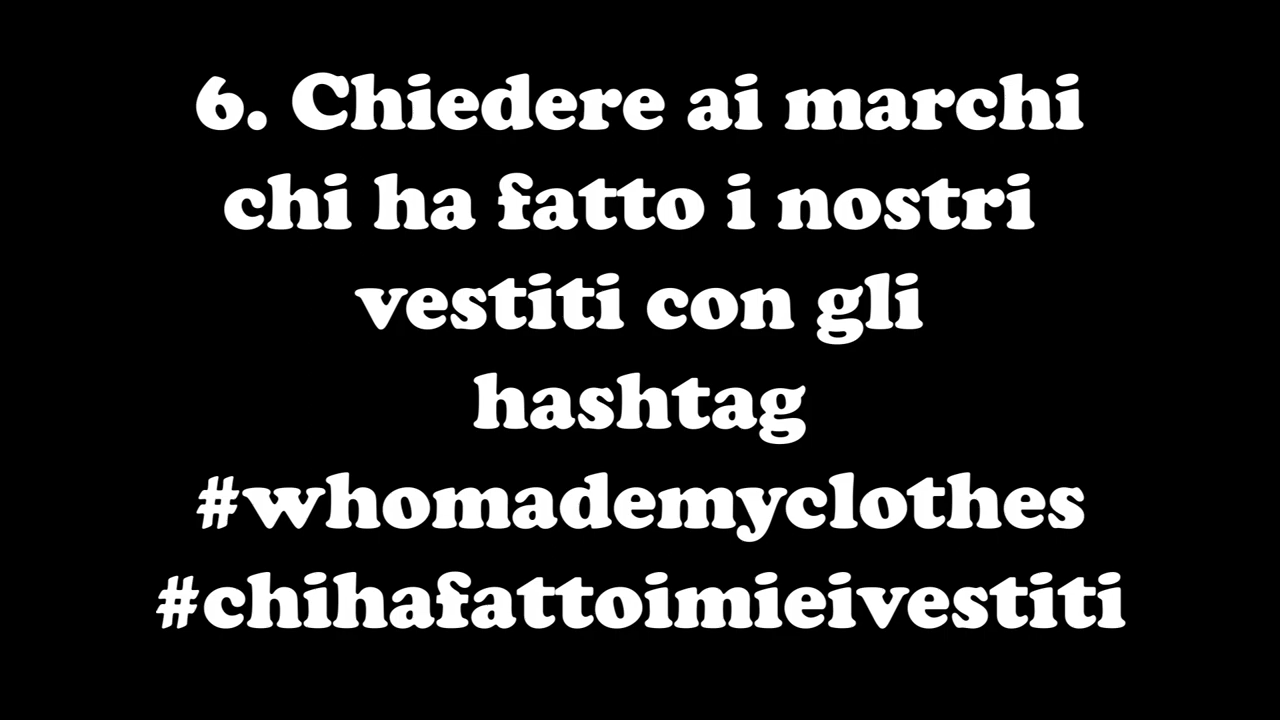 6. Chiedere ai marchi
chi ha fatto i nostri
vestiti con gli
hashtag
#whomademyclothes
#chihafattoimieivestiti